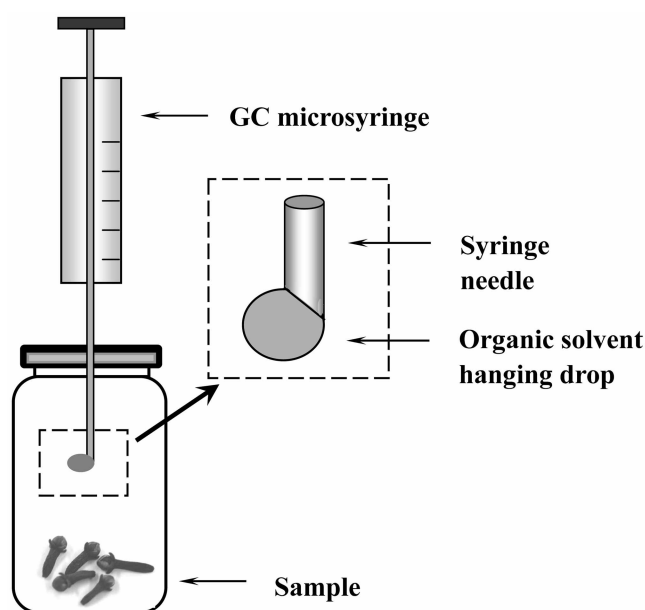 GC microsyringe
Syringe
needle
Organic solvent
hanging drop
Sample